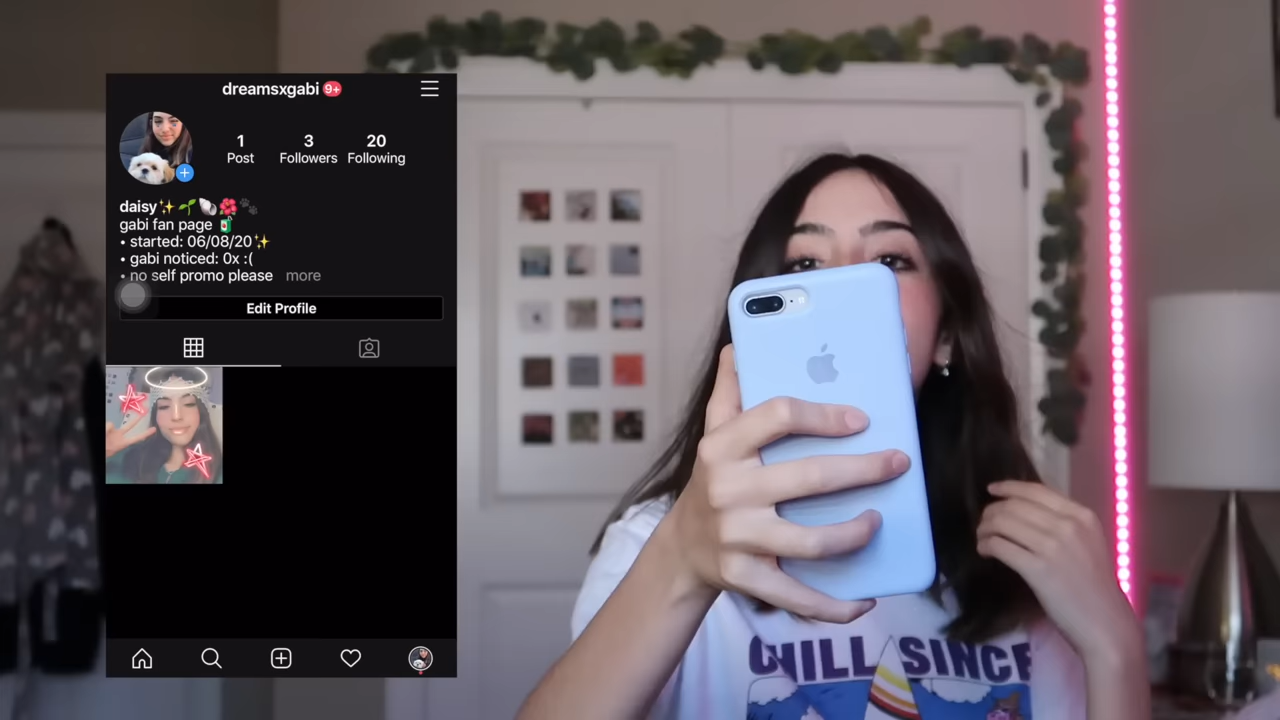 dreamsxgabi 9+
1 3 20
Post Followers Following
daisy✨🌱🐚🌺🐾
gabi fan page 🧃
• started: 06/08/20✨
• gabi noticed: 0x :(
• no self promo please more
Edit Profile
CHILL SINCE